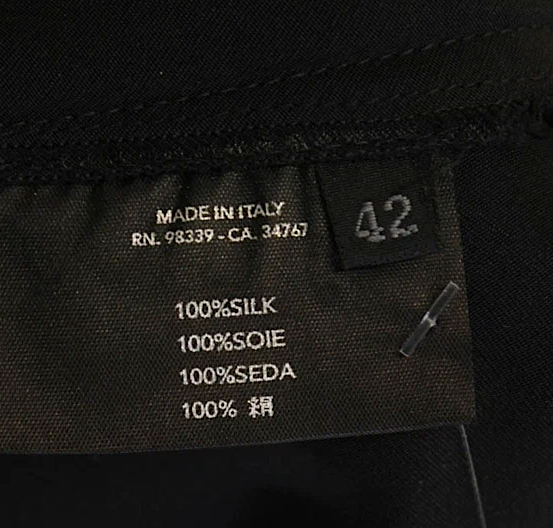 MADE IN ITALY
RN. 98339 - CA. 34767
42
100%SILK
100%SOIE
100%SEDA
100% 絹